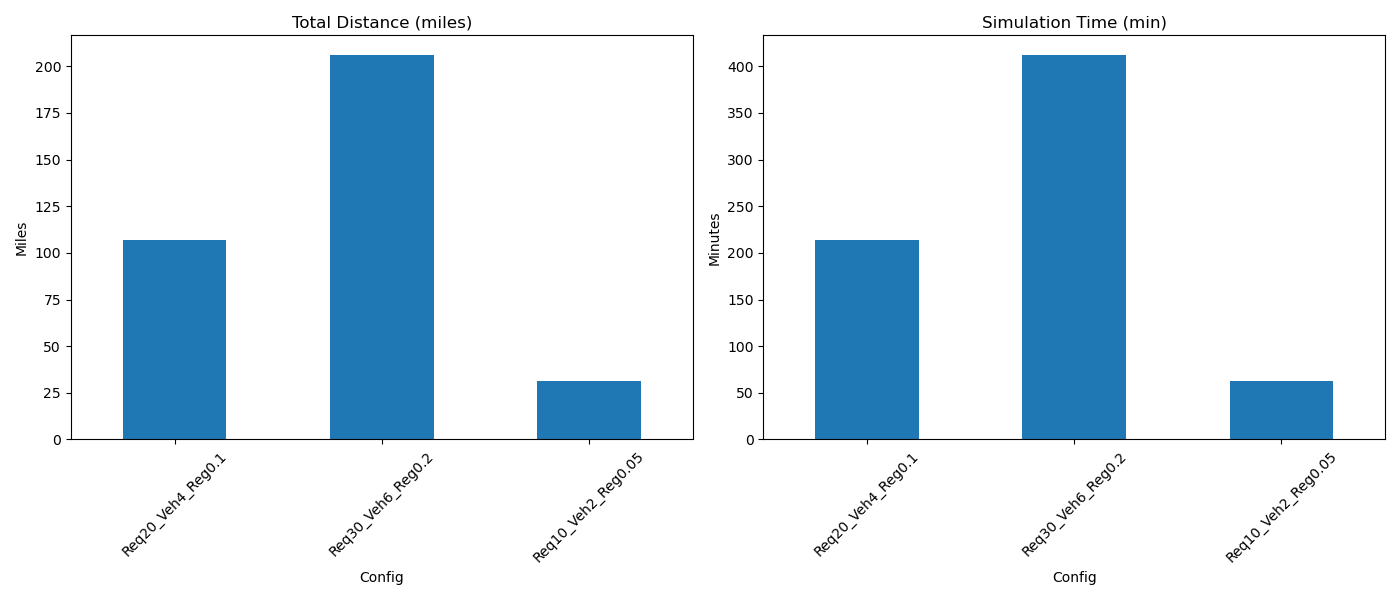 Total Distance (miles)
200
175
150
125
100
75
50
25
0
Miles
Req20_Veh4_Reg0.1
Req30_Veh6_Reg0.2
Req10_Veh2_Reg0.05
Config
Simulation Time (min)
400
350
300
250
200
150
100
50
0
Minutes
Req20_Veh4_Reg0.1
Req30_Veh6_Reg0.2
Req10_Veh2_Reg0.05
Config